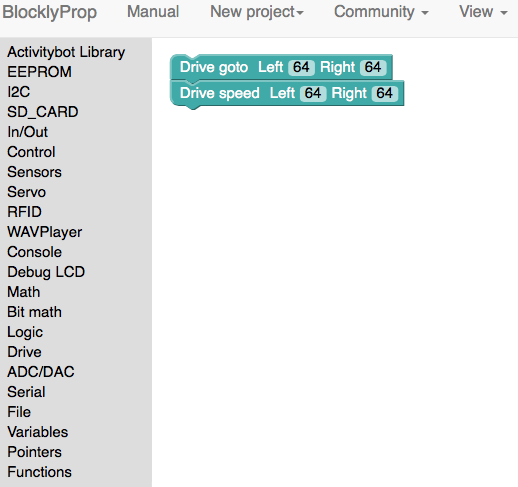 BlocklyProp Manual New project Community View
Activitybot Library
EEPROM
I2C
SD_CARD
In/Out
Control
Sensors
Servo
RFID
WAVPlayer
Console
Debug LCD
Math
Bit math
Logic
Drive
ADC/DAC
Serial
File
Variables
Pointers
Functions
Drive goto Left 64 Right 64
Drive speed Left 64 Right 64